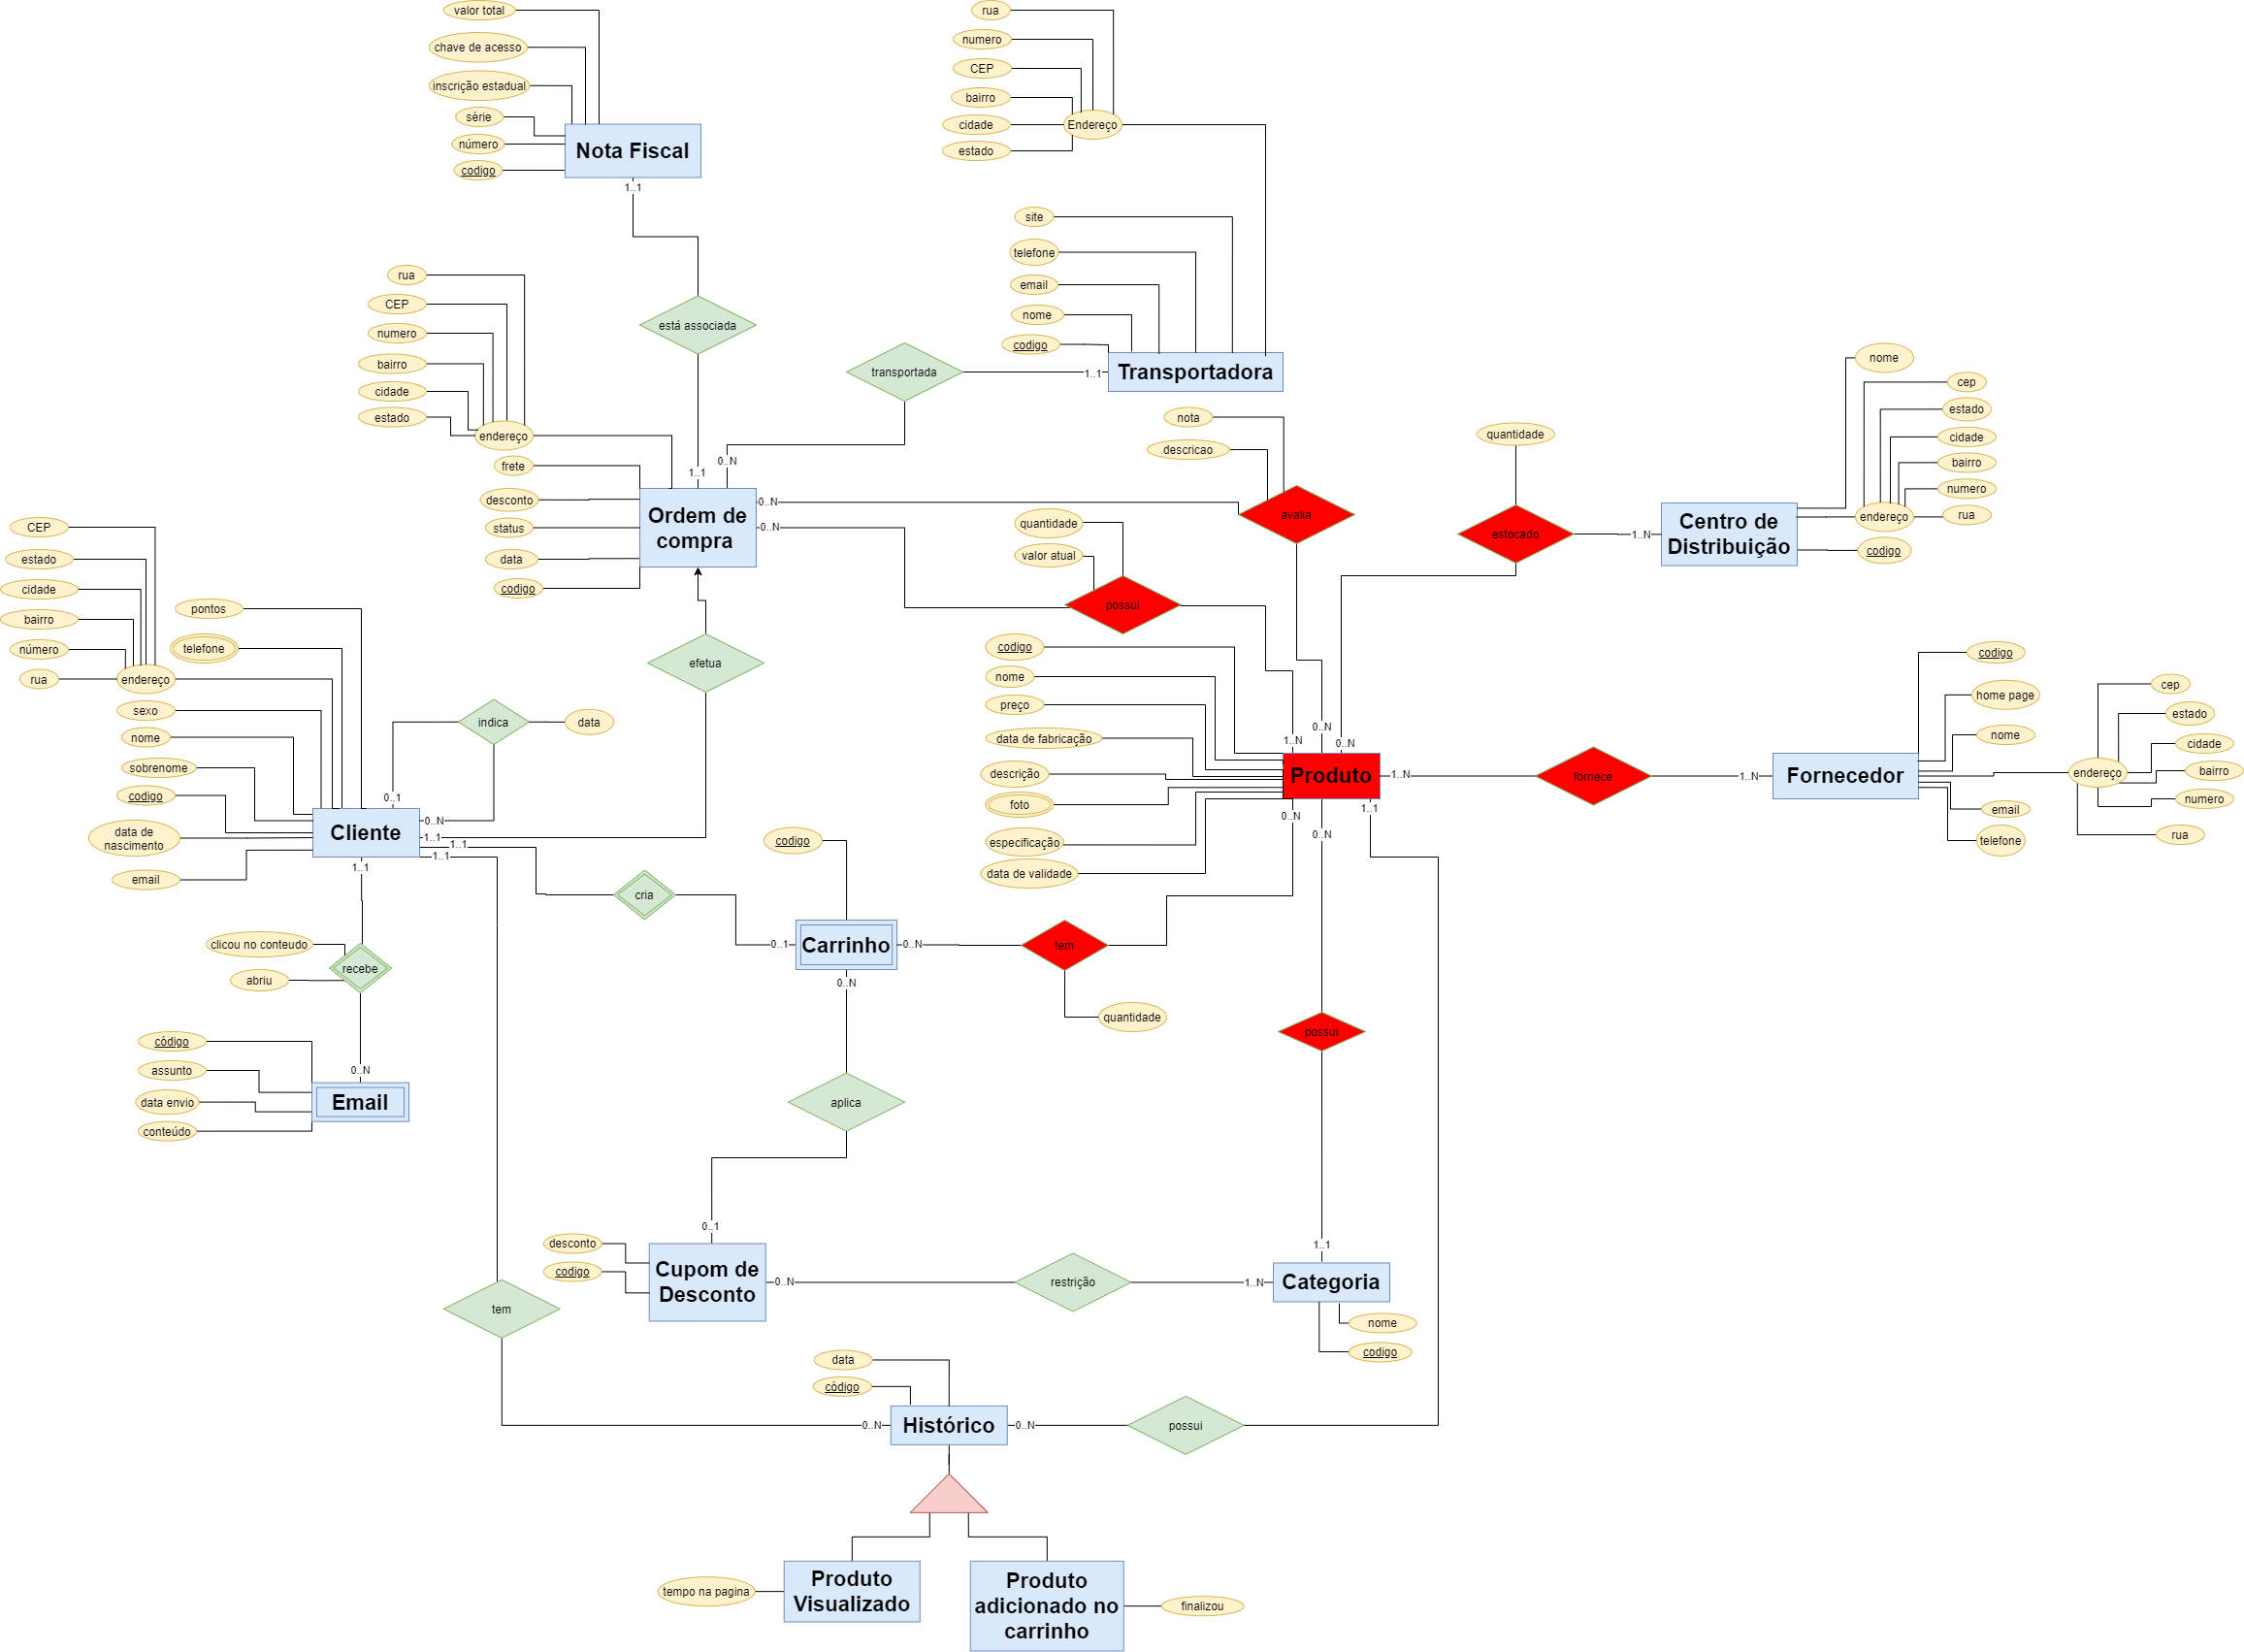 valor total
chave de acesso
inscrição estadual
série
número
codigo
Nota Fiscal
1..1
está associada
1..1
rua
numero
CEP
bairro
cidade
estado
Endereço
site
telefone
email
nome
codigo
Transportadora
1..1
transportada
0..N
rua
CEP
numero
bairro
cidade
estado
endereço
frete
desconto
status
data
codigo
Ordem de
compra
0..N
0..N
nota
descricao
avalia
0..N
quantidade
valor atual
possui
1..N
quantidade
estocado
1..N
0..N
nome
cep
estado
cidade
bairro
numero
rua
endereço
codigo
Centro de
Distribuição
CEP
estado
cidade
bairro
número
rua
endereço
pontos
telefone
sexo
nome
sobrenome
codigo
data de
nascimento
email
Cliente
indica
data
0..1
0..N
efetua
1..1
1..1
1..1
1..1
codigo
nome
preço
data de fabricação
descrição
foto
especificação
data de validade
Produto
1..N
fornece
1..N
0..N
0..N
1..1
Fornecedor
codigo
home page
nome
email
telefone
endereço
cep
estado
cidade
bairro
numero
rua
cria
0..1
codigo
Carrinho
0..N
tem
quantidade
0..N
clicou no conteudo
abriu
recebe
0..N
código
assunto
data envio
conteúdo
Email
aplica
0..1
desconto
codigo
Cupom de
Desconto
0..N
restrição
1..N
possui
1..1
Categoria
nome
codigo
tem
0..N
data
código
Histórico
0..N
possui
tempo na pagina
Produto
Visualizado
Produto
adicionado no
carrinho
finalizou